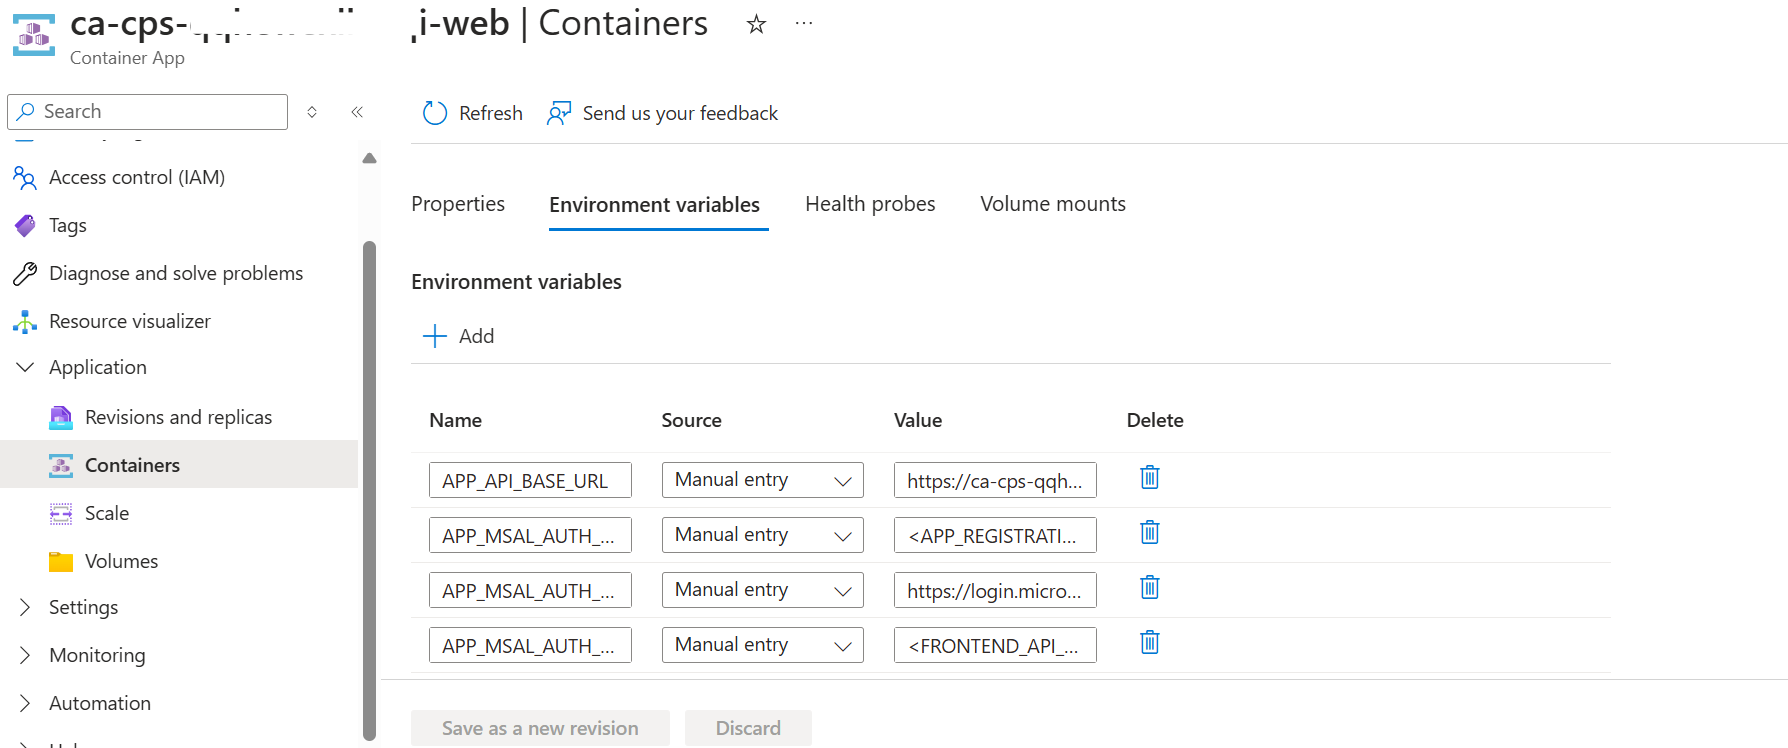 ca-cps- i-web | Containers
Container App
Search
Refresh
Send us your feedback
Access control (IAM)
Tags
Diagnose and solve problems
Resource visualizer
Application
Revisions and replicas
Containers
Scale
Volumes
Settings
Monitoring
Automation
Properties
Environment variables
Health probes
Volume mounts
Environment variables
Add
Name Source Value Delete
APP_API_BASE_URL Manual entry https://ca-cps-qqh...
APP_MSAL_AUTH_... Manual entry <APP_REGISTRATI...
APP_MSAL_AUTH_... Manual entry https://login.micro...
APP_MSAL_AUTH_... Manual entry <FRONTEND_API_...
Save as a new revision
Discard